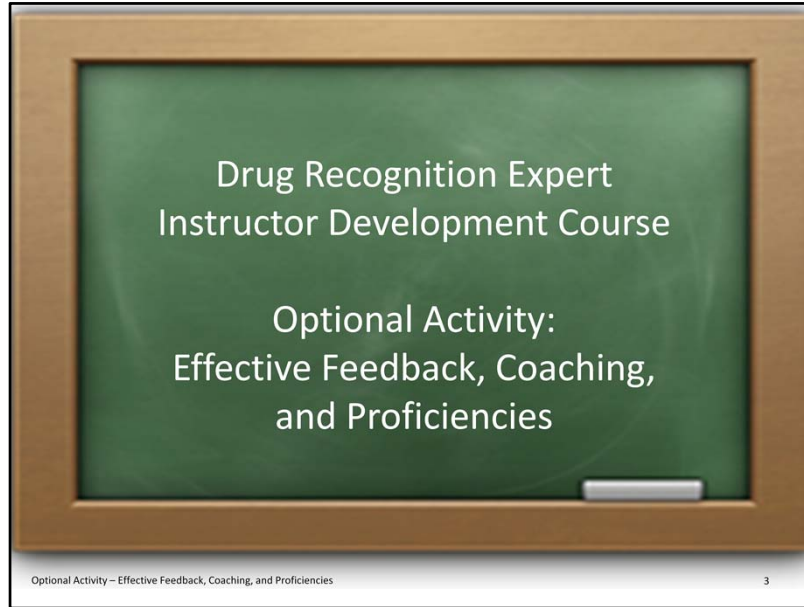 Drug Recognition Expert
Instructor Development Course
Optional Activity:
Effective Feedback, Coaching,
and Proficiencies
Optional Activity – Effective Feedback, Coaching, and Proficiencies
3